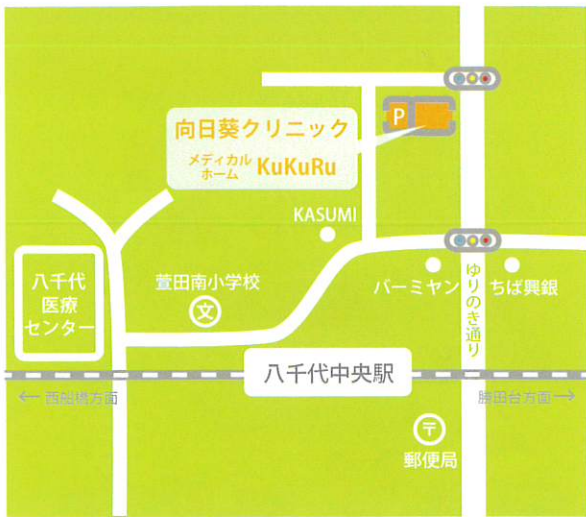 P
向日葵クリニック
メディカル
ホーム KuKuRu
KASUMI
八千代
医療
センター
萱田南小学校
文
バーミヤン
ゆりのき通り
ちば興銀
八千代中央駅
← 西船橋方面
勝田台方面 →
〒
郵便局